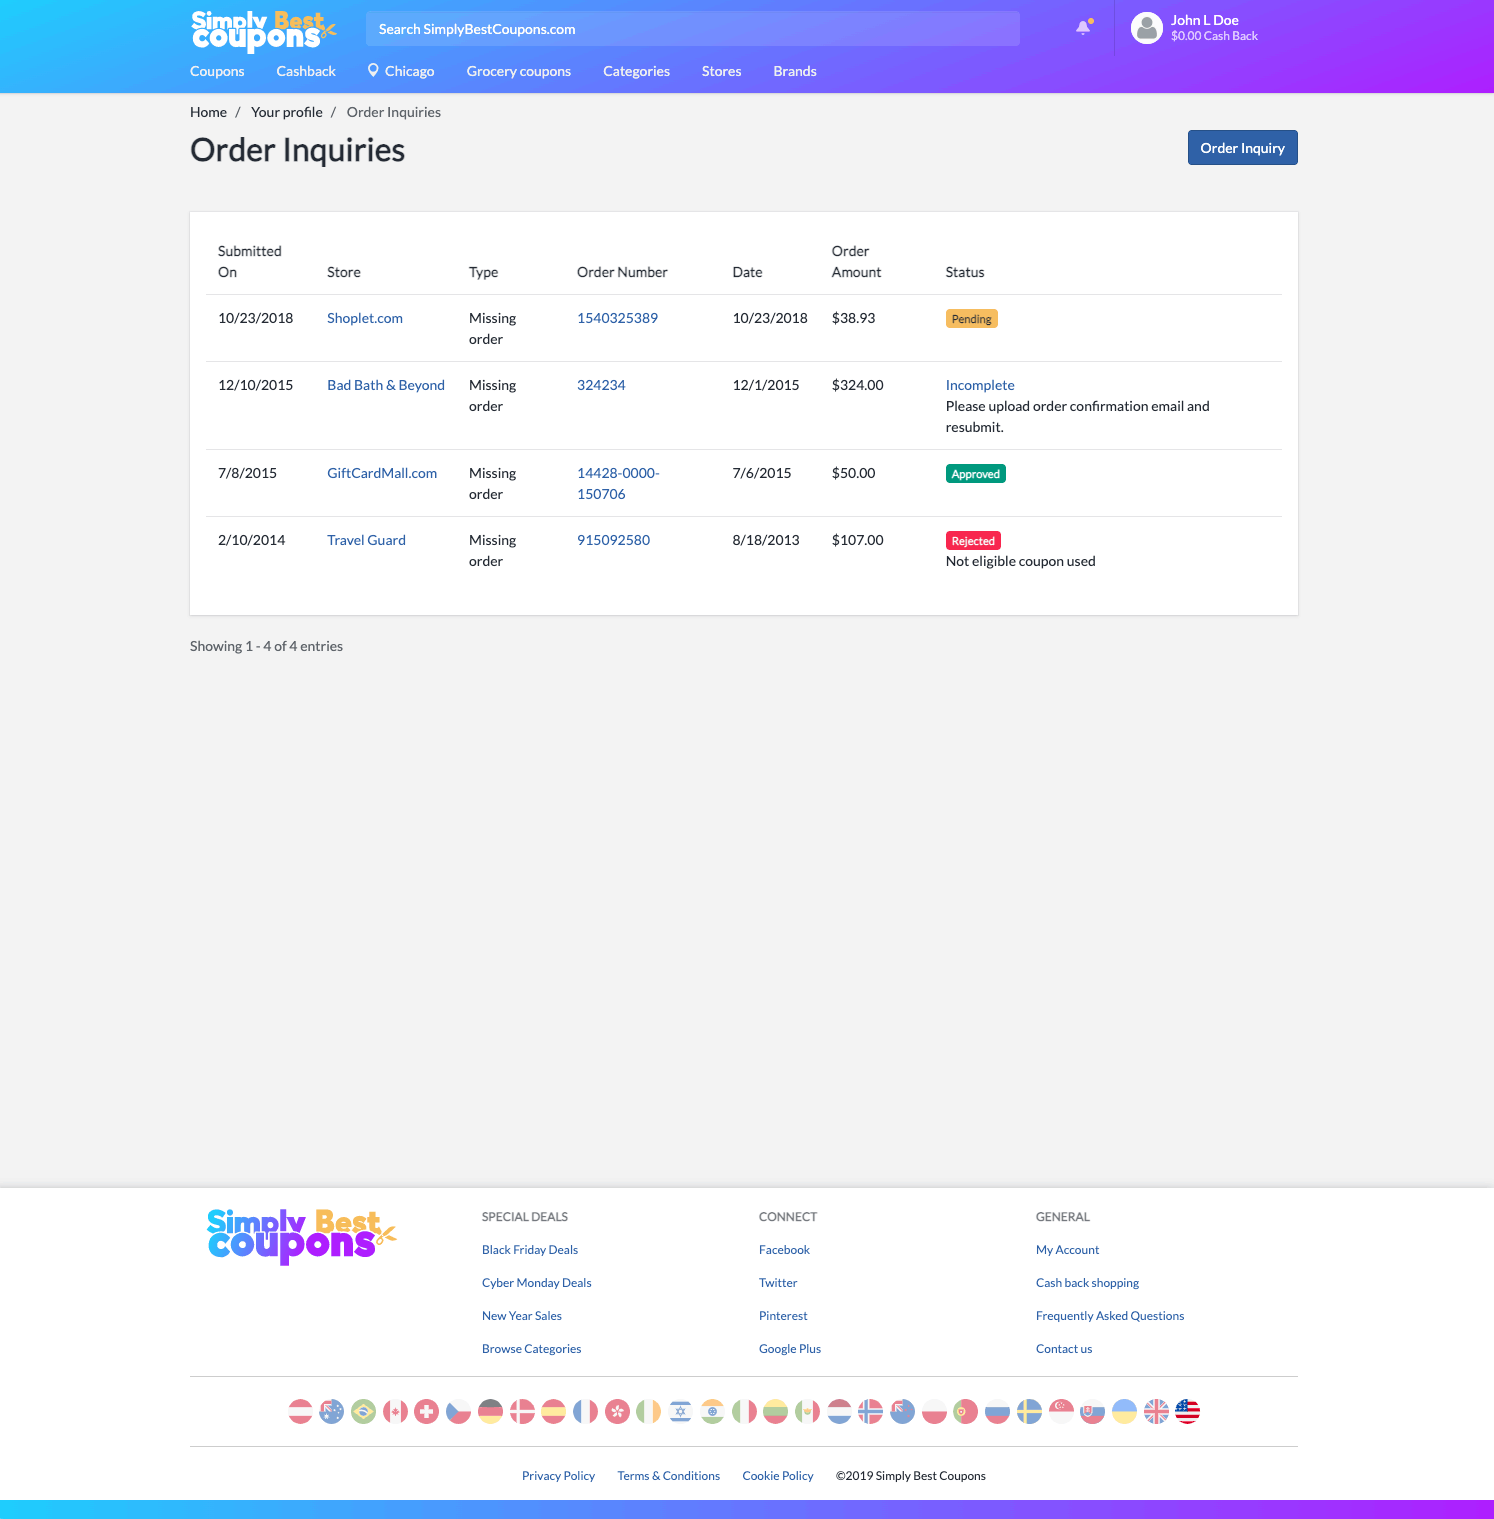 Simply Best
coupons
Search SimplyBestCoupons.com
John L Doe
$0.00 Cash Back
Coupons Cashback Chicago Grocery coupons Categories Stores Brands
Home / Your profile / Order Inquiries
Order Inquiries
Order Inquiry
Submitted On Store Type Order Number Date Order Amount Status
10/23/2018 Shoplet.com Missing order 1540325389 10/23/2018 $38.93 Pending
12/10/2015 Bad Bath & Beyond Missing order 324234 12/1/2015 $324.00 Incomplete
Please upload order confirmation email and
resubmit.
7/8/2015 GiftCardMall.com Missing order 14428-0000-150706 7/6/2015 $50.00 Approved
2/10/2014 Travel Guard Missing order 915092580 8/18/2013 $107.00 Rejected
Not eligible coupon used
Showing 1 - 4 of 4 entries
Simply Best
coupons
SPECIAL DEALS
Black Friday Deals
Cyber Monday Deals
New Year Sales
Browse Categories
CONNECT
Facebook
Twitter
Pinterest
Google Plus
GENERAL
My Account
Cash back shopping
Frequently Asked Questions
Contact us
Privacy Policy Terms & Conditions Cookie Policy ©2019 Simply Best Coupons